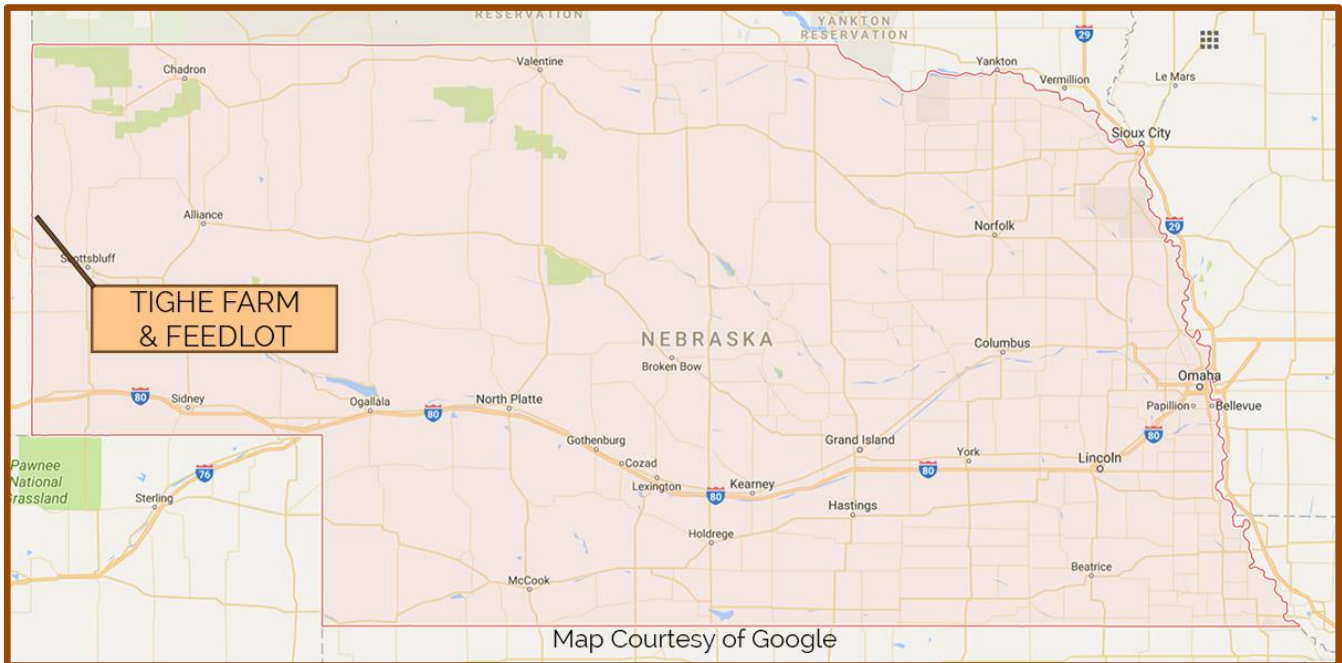 RESERVATION
YANKTON
RESERVATION
29
Chadron
Valentine
Yankton
Vermillion
Le Mars
Sioux City
Alliance
Norfolk
29
Scottsbluff
TIGHE FARM
& FEEDLOT
NEBRASKA
Broken Bow
Columbus
Omaha
80
Sidney
Ogallala
80
North Platte
Papillion
Bellevue
80
Gothenburg
Grand Island
York
Lincoln
Pawnee
National
Grassland
76
Cozad
80
Sterling
Lexington
80
Kearney
Hastings
Holdrege
McCook
Beatrice
Map Courtesy of Google